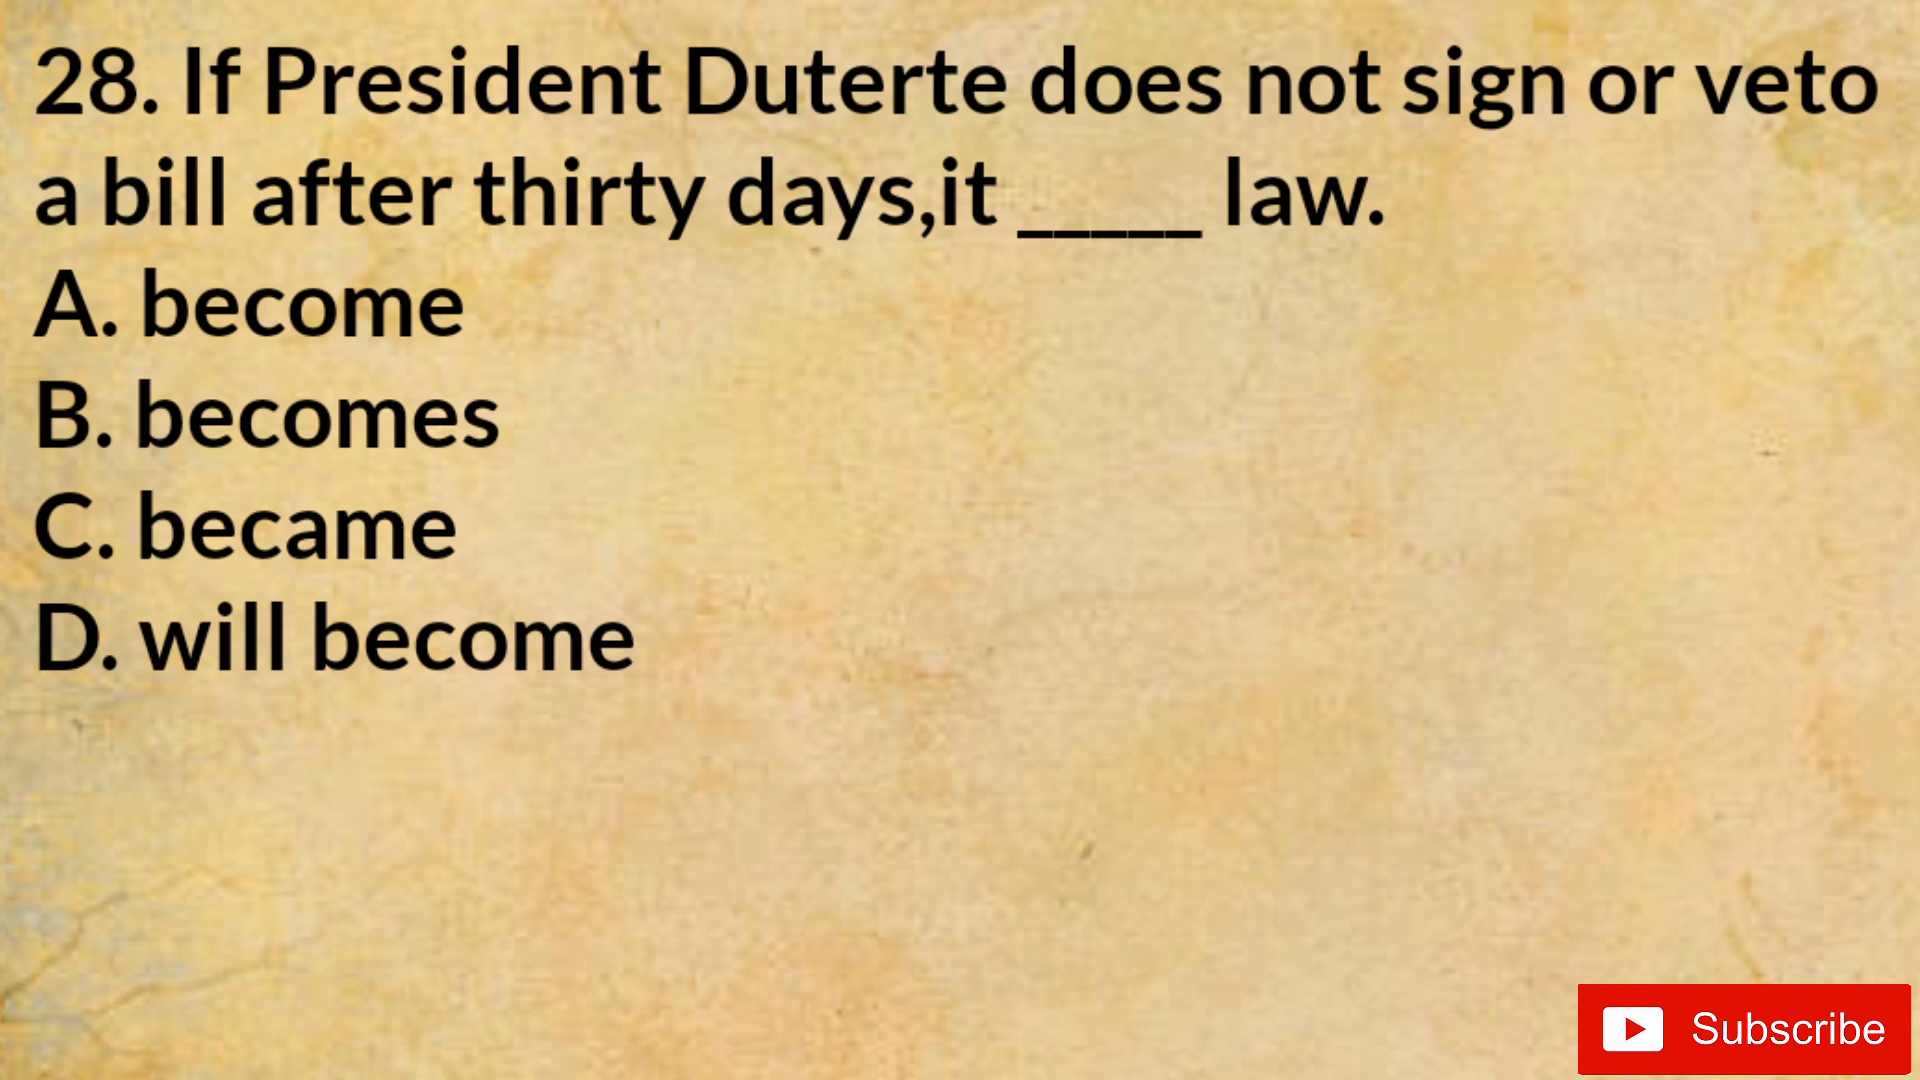 28. If President Duterte does not sign or veto
a bill after thirty days,it _____ law.
A. become
B. becomes
C. became
D. will become
Subscribe